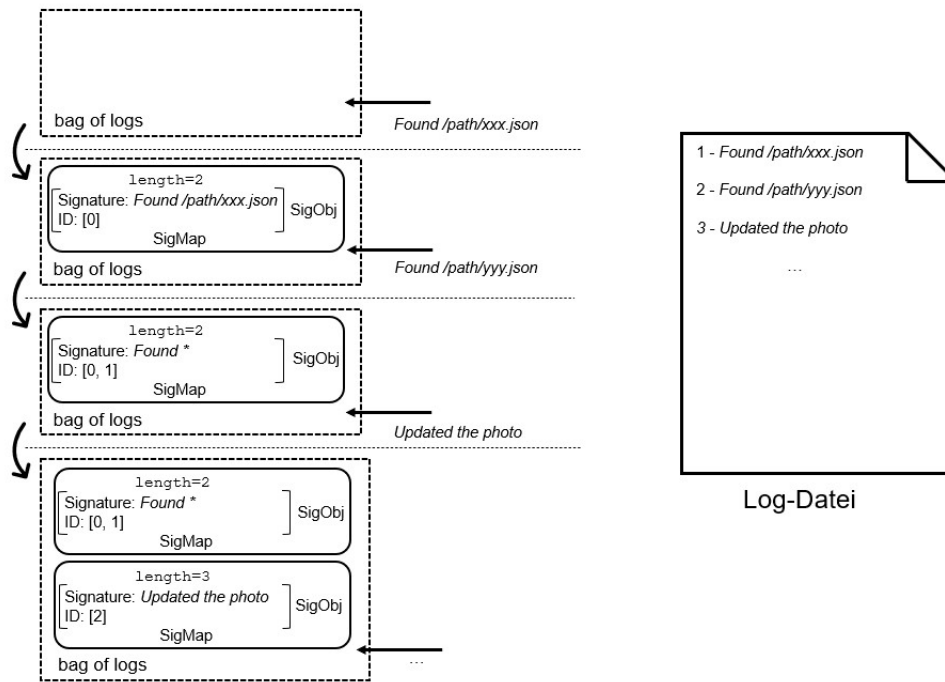 bag of logs
Found /path/xxx.json
length=2
Signature: Found /path/xxx.json
ID: [0]
SigObj
SigMap
bag of logs
Found /path/yyy.json
length=2
Signature: Found *
ID: [0, 1]
SigObj
SigMap
bag of logs
Updated the photo
length=2
Signature: Found *
ID: [0, 1]
SigObj
SigMap
length=3
Signature: Updated the photo
ID: [2]
SigObj
SigMap
bag of logs
...
1 - Found /path/xxx.json
2 - Found /path/yyy.json
3 - Updated the photo
...
Log-Datei